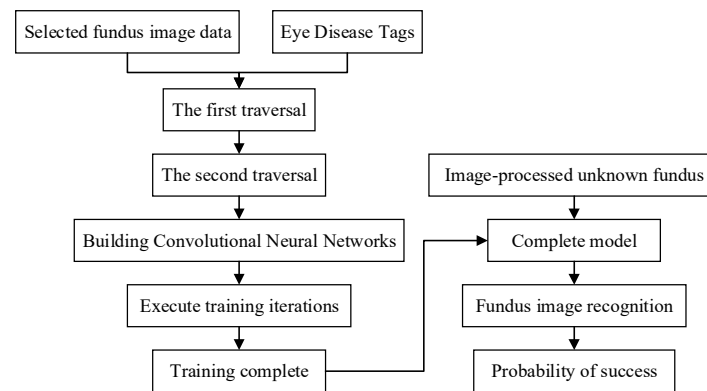 Selected fundus image data
Eye Disease Tags
The first traversal
The second traversal
Building Convolutional Neural Networks
Execute training iterations
Training complete
Image-processed unknown fundus
Complete model
Fundus image recognition
Probability of success